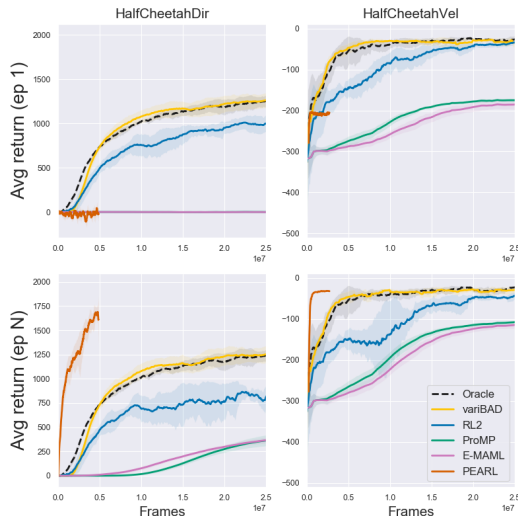 HalfCheetahDir
HalfCheetahVel
Avg return (ep 1)
2000
1500
1000
500
0
0
−100
−200
−300
−400
−500
0.0 0.5 1.0 1.5 2.0 2.5
1e7
0.0 0.5 1.0 1.5 2.0 2.5
1e7
Avg return (ep N)
2000
1750
1500
1250
1000
750
500
250
0
0
−100
−200
−300
−400
−500
Oracle
variBAD
RL2
ProMP
E-MAML
PEARL
0.0 0.5 1.0 1.5 2.0 2.5
Frames
1e7
0.0 0.5 1.0 1.5 2.0 2.5
Frames
1e7